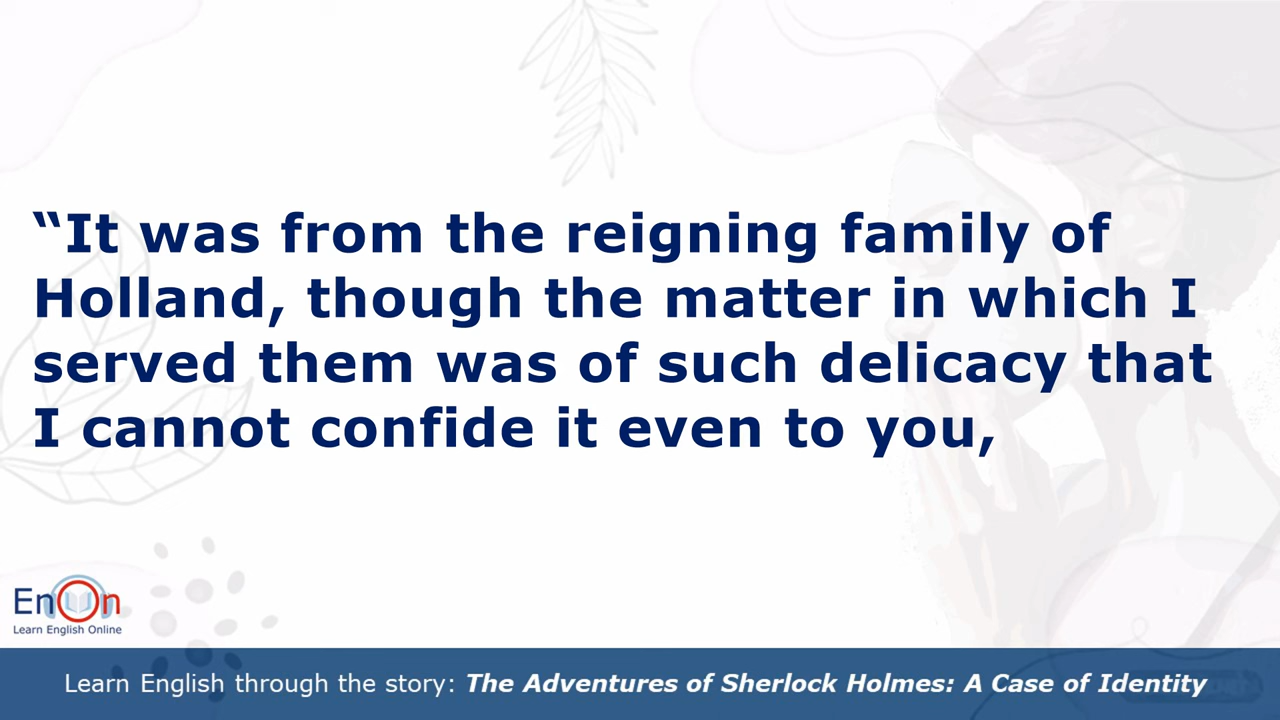 “It was from the reigning family of
Holland, though the matter in which I
served them was of such delicacy that
I cannot confide it even to you,
EnOn
Learn English Online
Learn English through the story: The Adventures of Sherlock Holmes: A Case of Identity